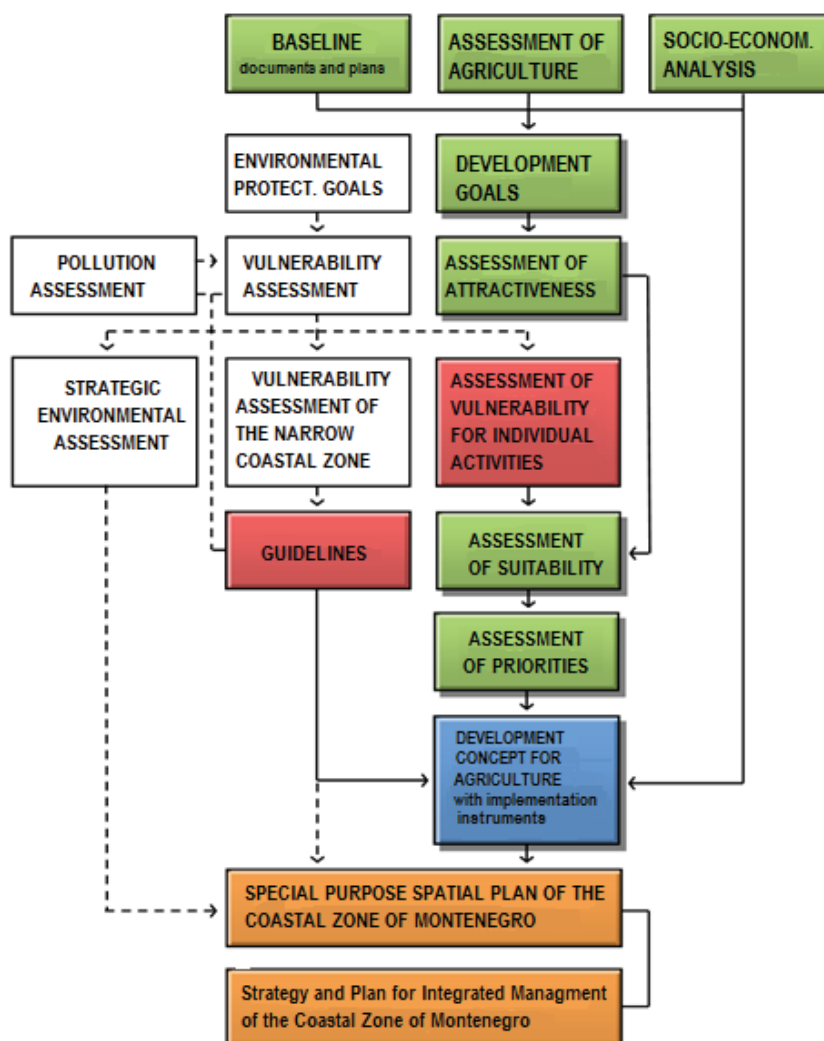 BASELINE
documents and plans
ASSESSMENT OF
AGRICULTURE
SOCIO-ECONOM.
ANALYSIS
ENVIRONMENTAL
PROTECT. GOALS
DEVELOPMENT
GOALS
POLLUTION
ASSESSMENT
VULNERABILITY
ASSESSMENT
ASSESSMENT OF
ATTRACTIVENESS
STRATEGIC
ENVIRONMENTAL
ASSESSMENT
VULNERABILITY
ASSESSMENT OF
THE NARROW
COASTAL ZONE
ASSESSMENT OF
VULNERABILITY
FOR INDIVIDUAL
ACTIVITIES
GUIDELINES
ASSESSMENT
OF SUITABILITY
ASSESSMENT
OF PRIORITIES
DEVELOPMENT
CONCEPT FOR
AGRICULTURE
with implementation
instruments
SPECIAL PURPOSE SPATIAL PLAN OF THE
COASTAL ZONE OF MONTENEGRO
Strategy and Plan for Integrated Managment
of the Coastal Zone of Montenegro